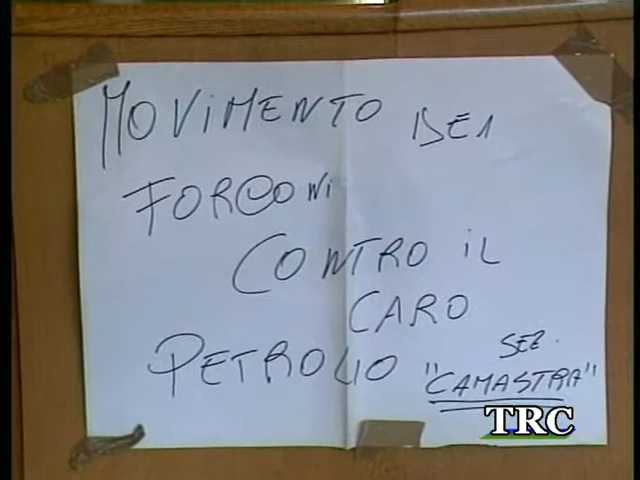 MOVIMENTO DEI
FORCONI
CONTRO IL
CARO
PETROLIO SEZ.
"CAMASTRA"
TRC